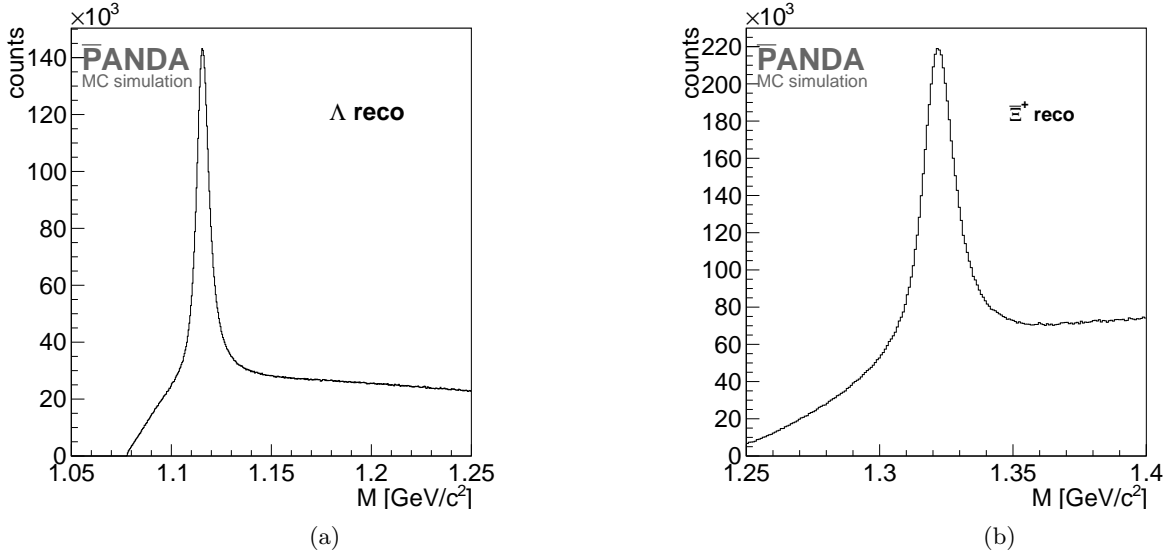 ×10³
counts
140
120
100
80
60
40
20
0
P̅ANDA
MC simulation
Λ reco
1.05 1.1 1.15 1.2 1.25
M [GeV/c²]
(a)
×10³
counts
220
200
180
160
140
120
100
80
60
40
20
0
P̅ANDA
MC simulation
Ξ̅⁺ reco
1.25 1.3 1.35 1.4
M [GeV/c²]
(b)